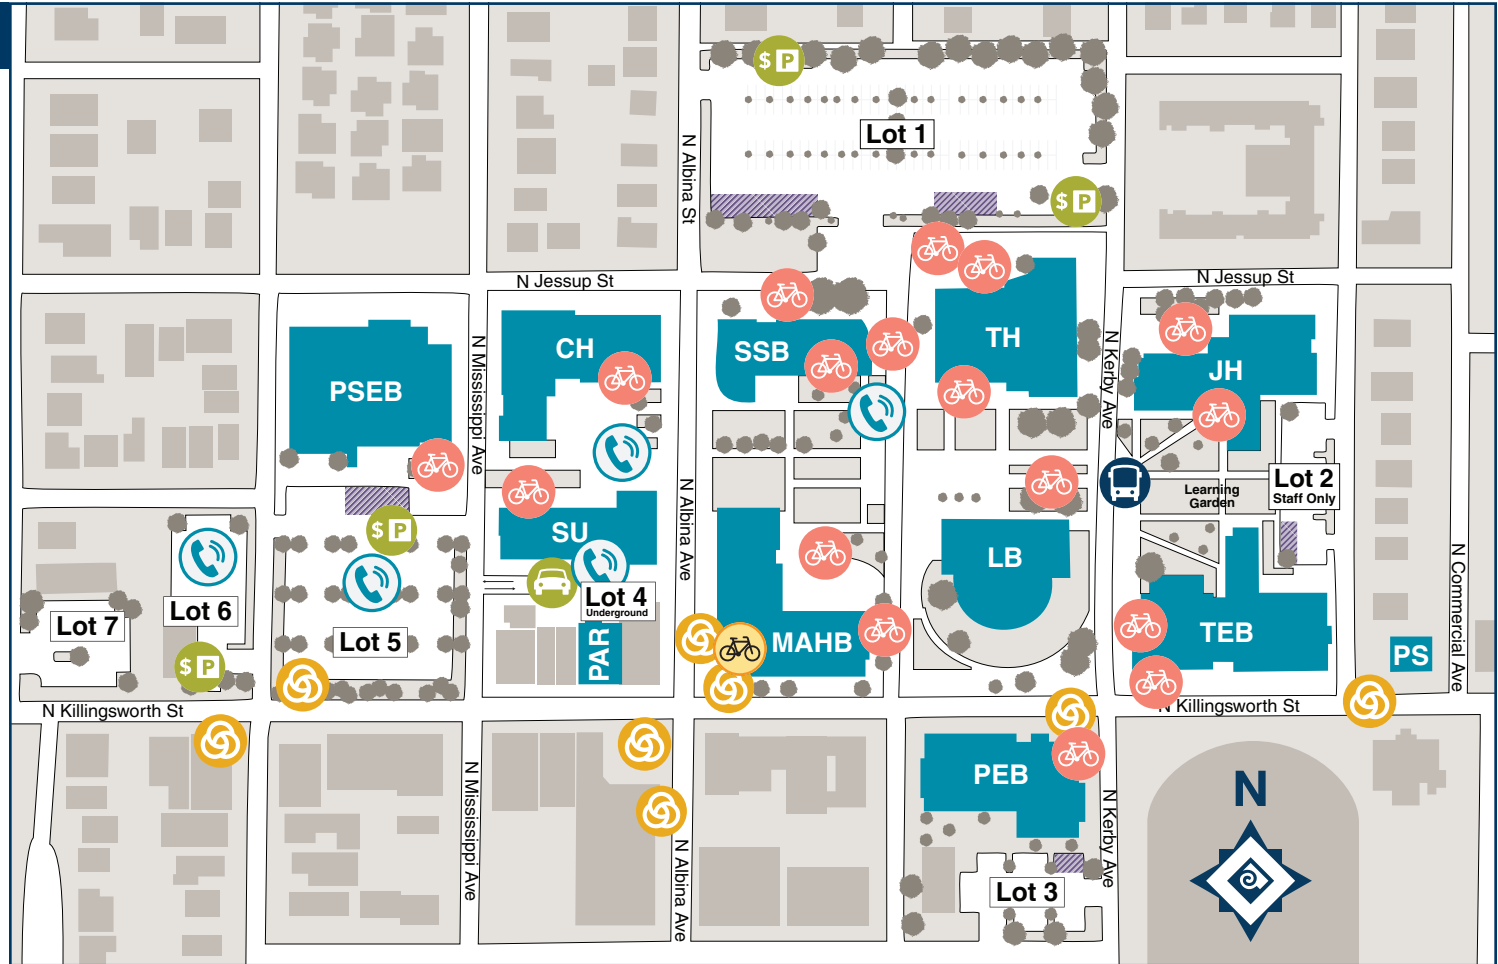 $ P
Lot 1
N Albina St
$ P
N Jessup St
N Jessup St
PSEB
N Mississippi Ave
CH
SSB
TH
N Kerby Ave
JH
Learning
Garden
Lot 2
Staff Only
$ P
SU
N Albina Ave
LB
Lot 4
Underground
Lot 7
Lot 6
Lot 5
$ P
PAR
MAHB
TEB
PS
N Commercial Ave
N Killingsworth St
N Killingsworth St
N Mississippi Ave
N Albina Ave
PEB
N Kerby Ave
Lot 3
N